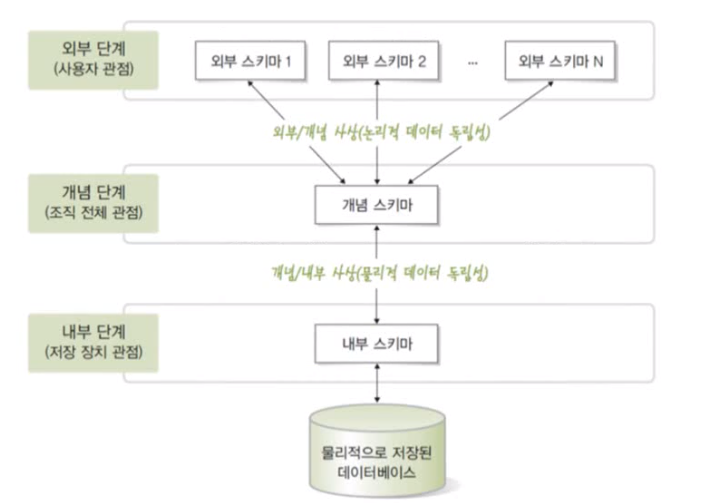 외부 단계
(사용자 관점)
외부 스키마 1
외부 스키마 2
...
외부 스키마 N
외부/개념 사상(논리적 데이터 독립성)
개념 단계
(조직 전체 관점)
개념 스키마
개념/내부 사상(물리적 데이터 독립성)
내부 단계
(저장 장치 관점)
내부 스키마
물리적으로 저장된
데이터베이스